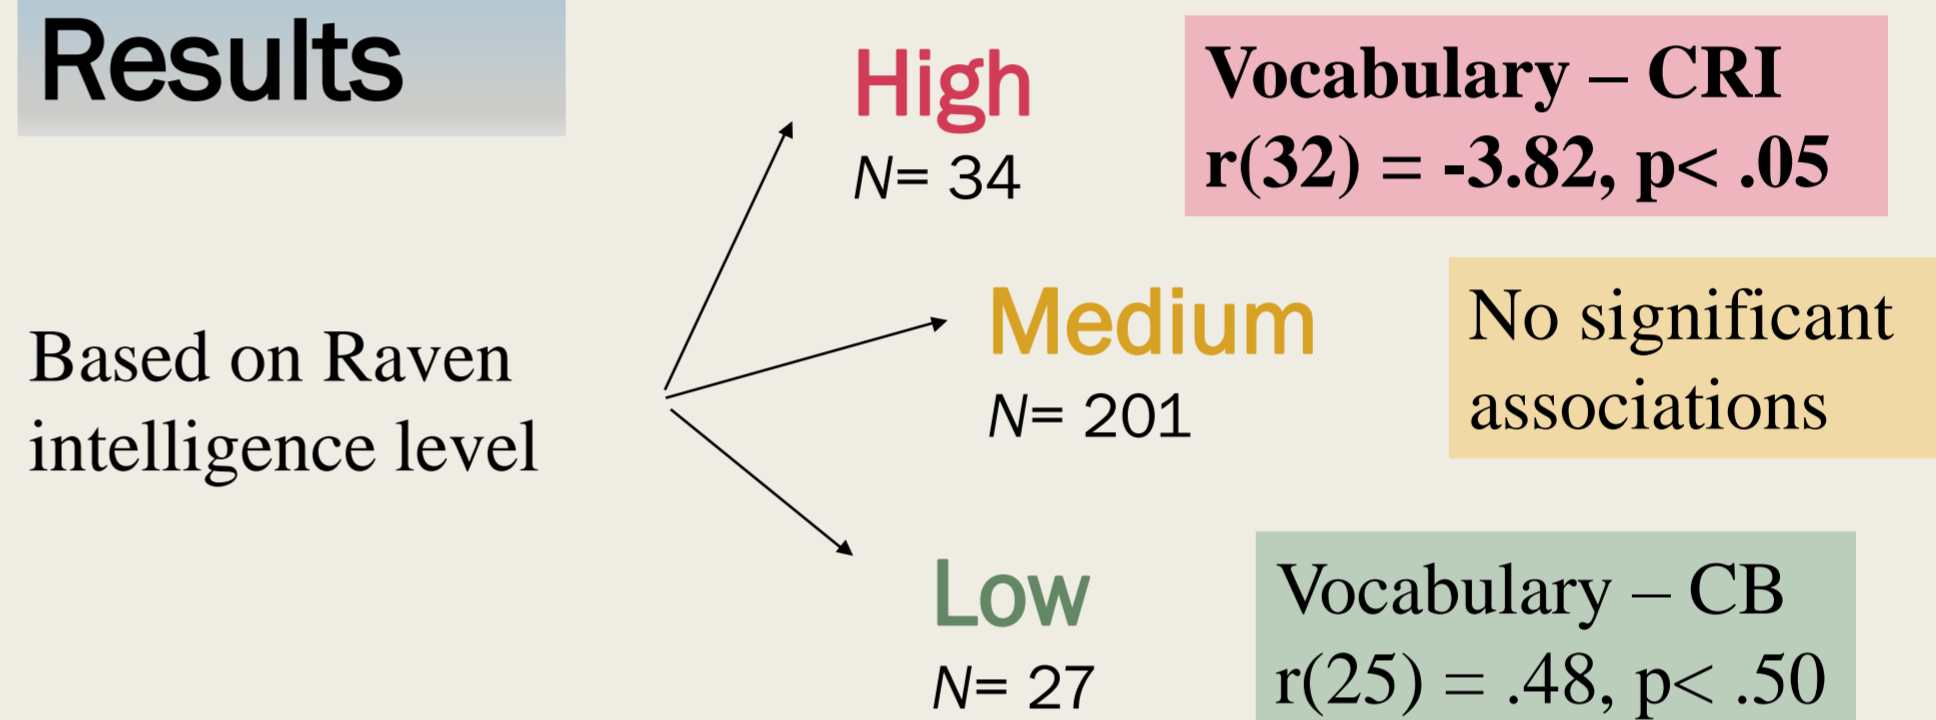 Results
High
N= 34
Vocabulary – CRI
r(32) = -3.82, p< .05
Based on Raven
intelligence level
Medium
N= 201
No significant
associations
Low
N= 27
Vocabulary – CB
r(25) = .48, p< .50